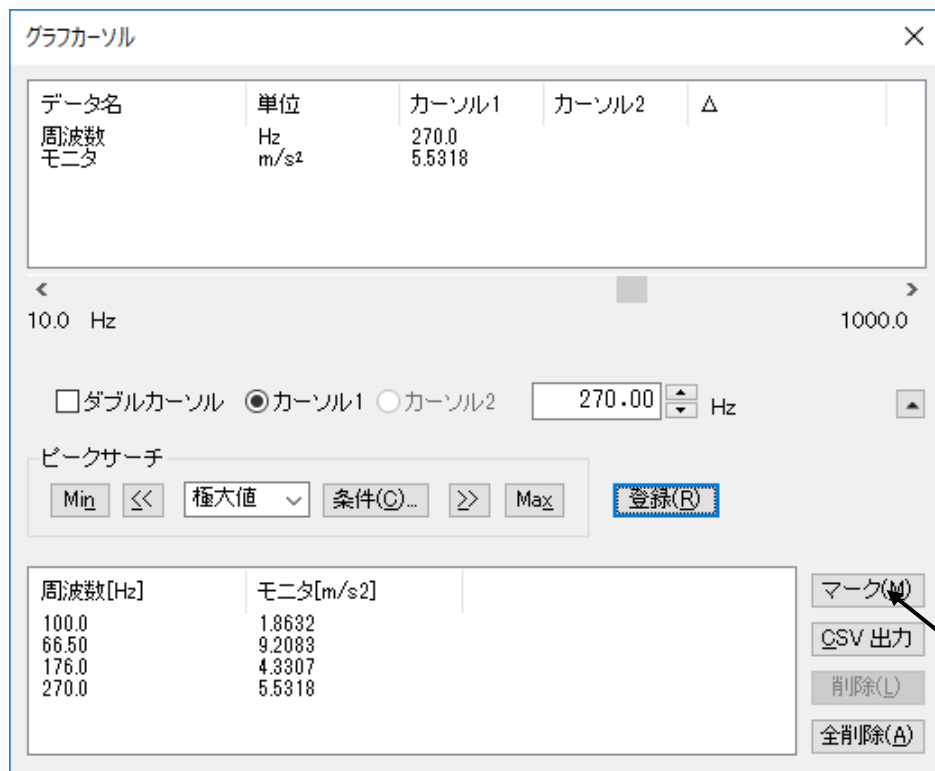 グラフカーソル
データ名 単位 カーソル1 カーソル2 Δ
周波数 Hz 270.0
モニタ m/s² 5.5318
10.0 Hz 1000.0
ダブルカーソル カーソル1 カーソル2 270.00 Hz
ピークサーチ
Min << 極大値 条件(C)... >> Max 登録(R)
周波数[Hz] モニタ[m/s2] マーク(M)
100.0 1.8632
66.50 9.2083 CSV 出力
176.0 4.3307
270.0 5.5318 削除(L)
全削除(A)